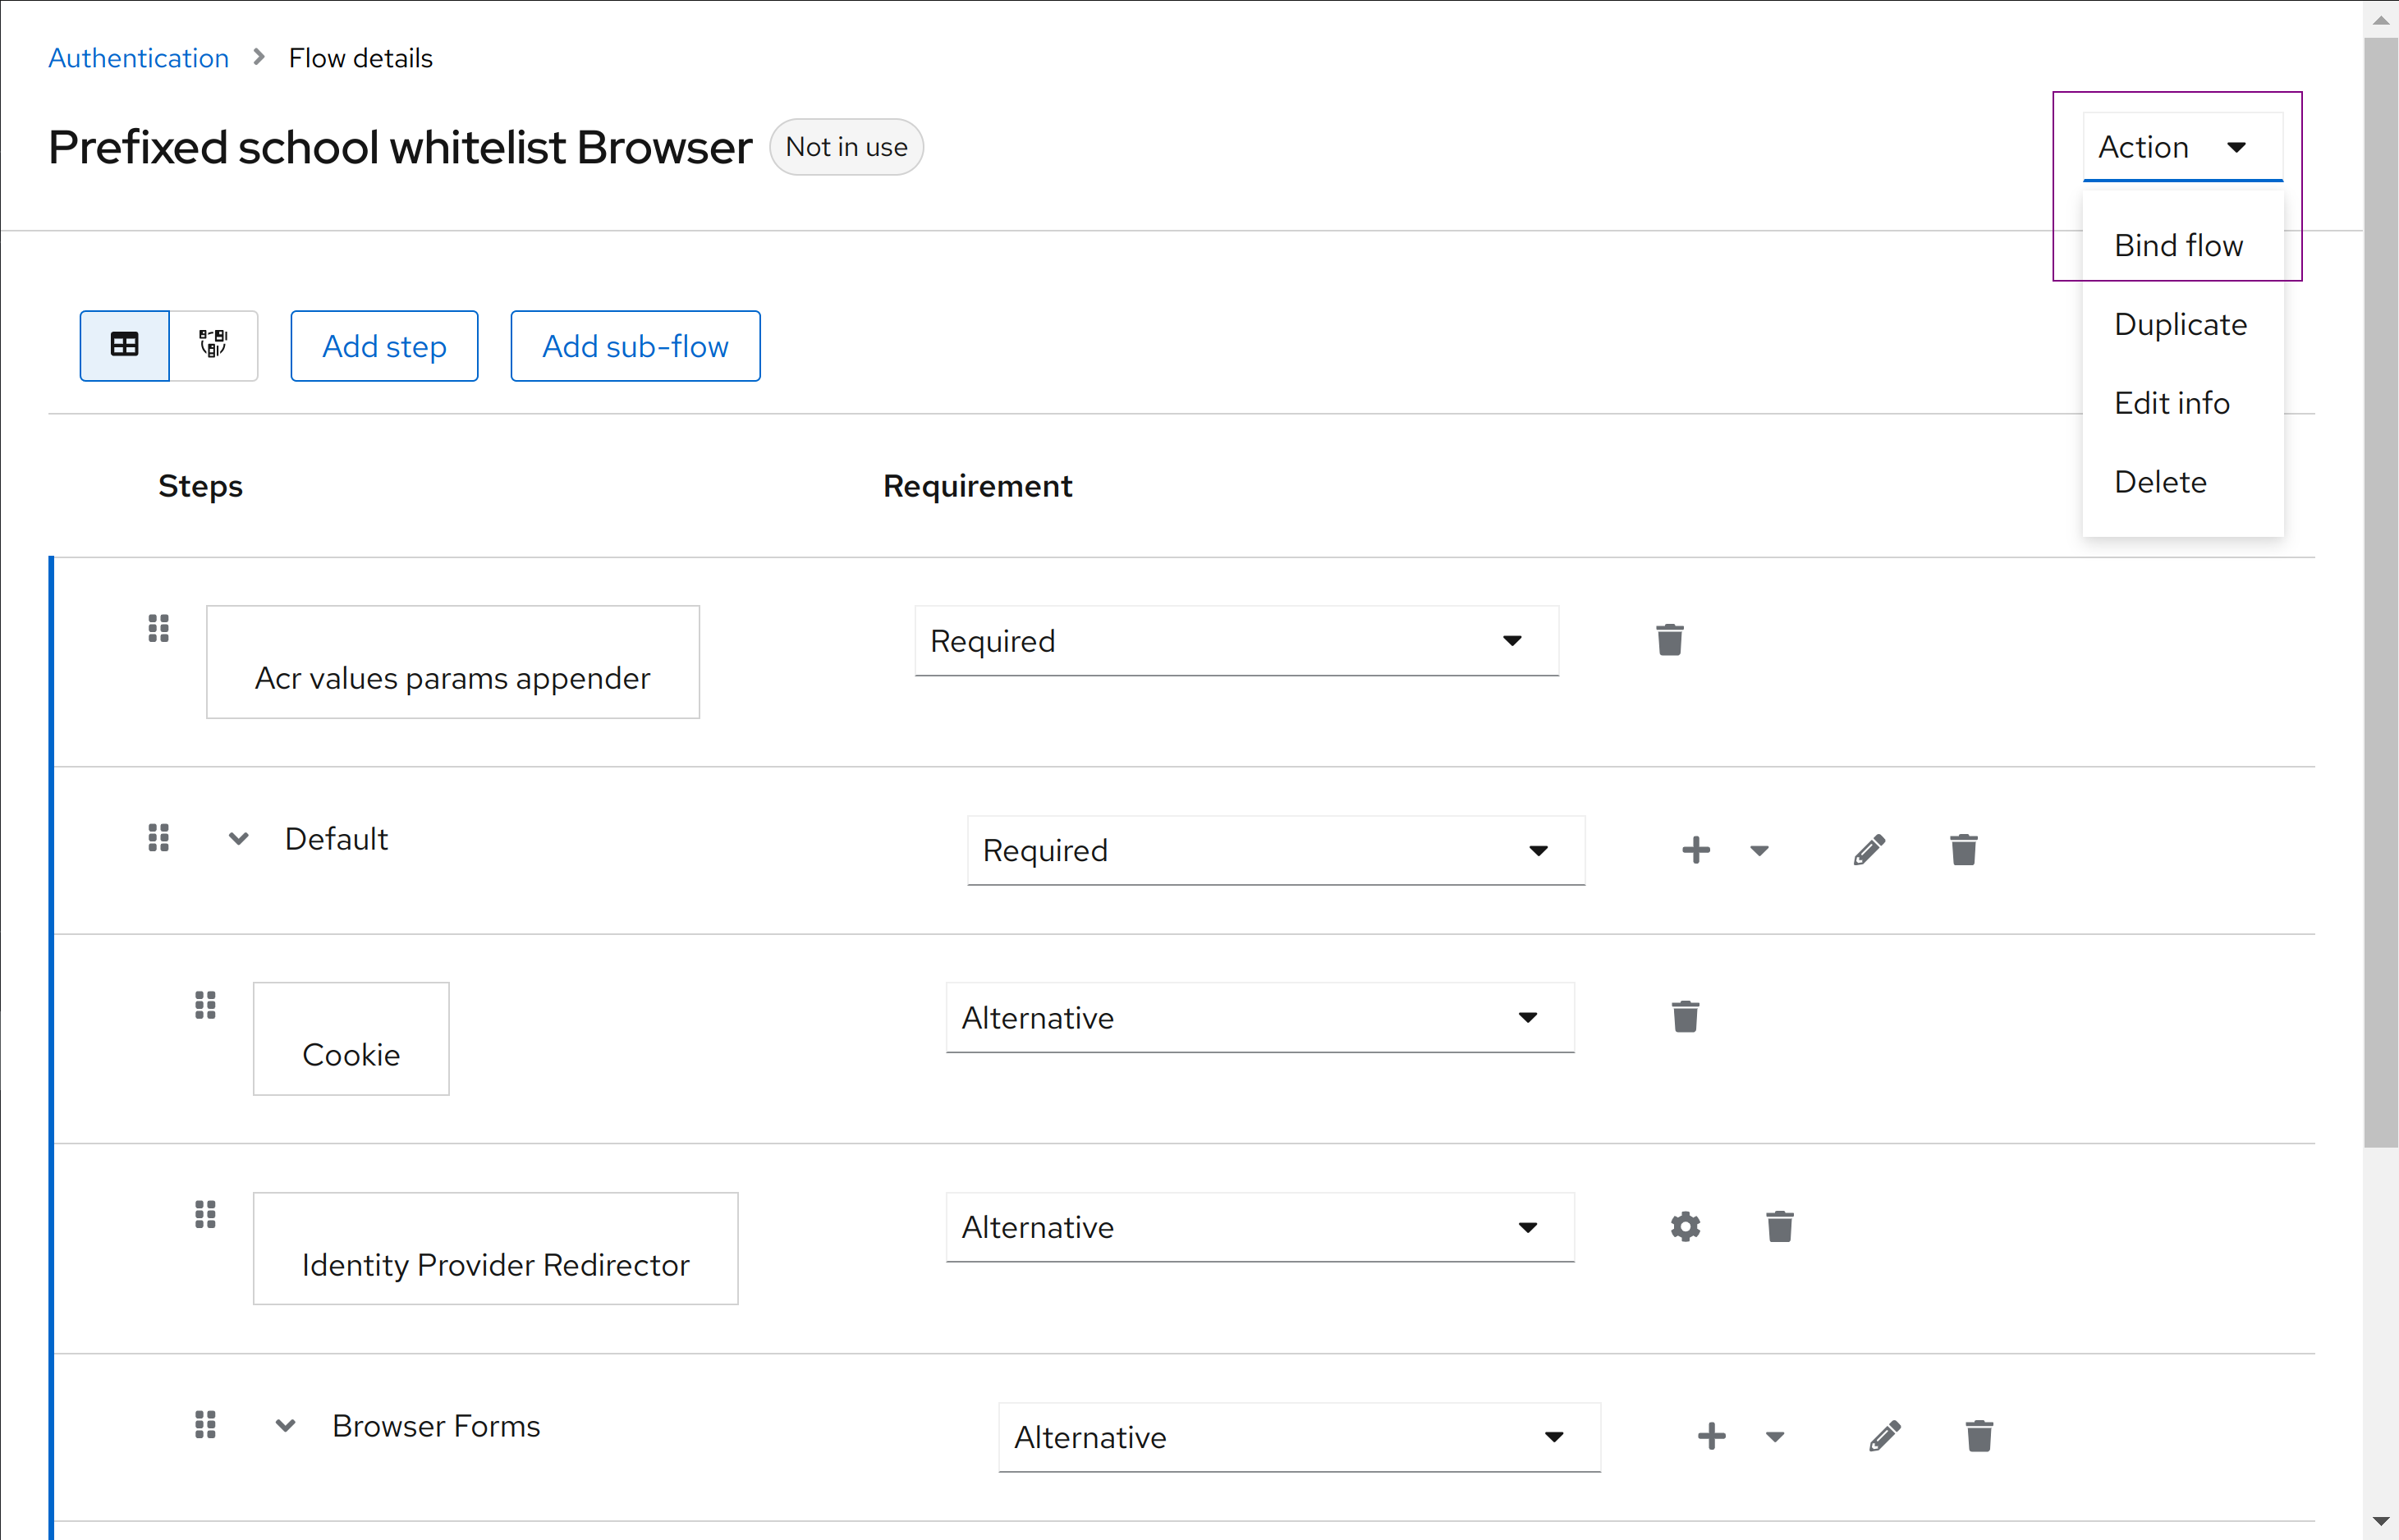 Authentication > Flow details
Prefixed school whitelist Browser Not in use
Action
Bind flow
Duplicate
Edit info
Delete
Add step Add sub-flow
Steps Requirement
Acr values params appender Required
Default Required
Cookie Alternative
Identity Provider Redirector Alternative
Browser Forms Alternative